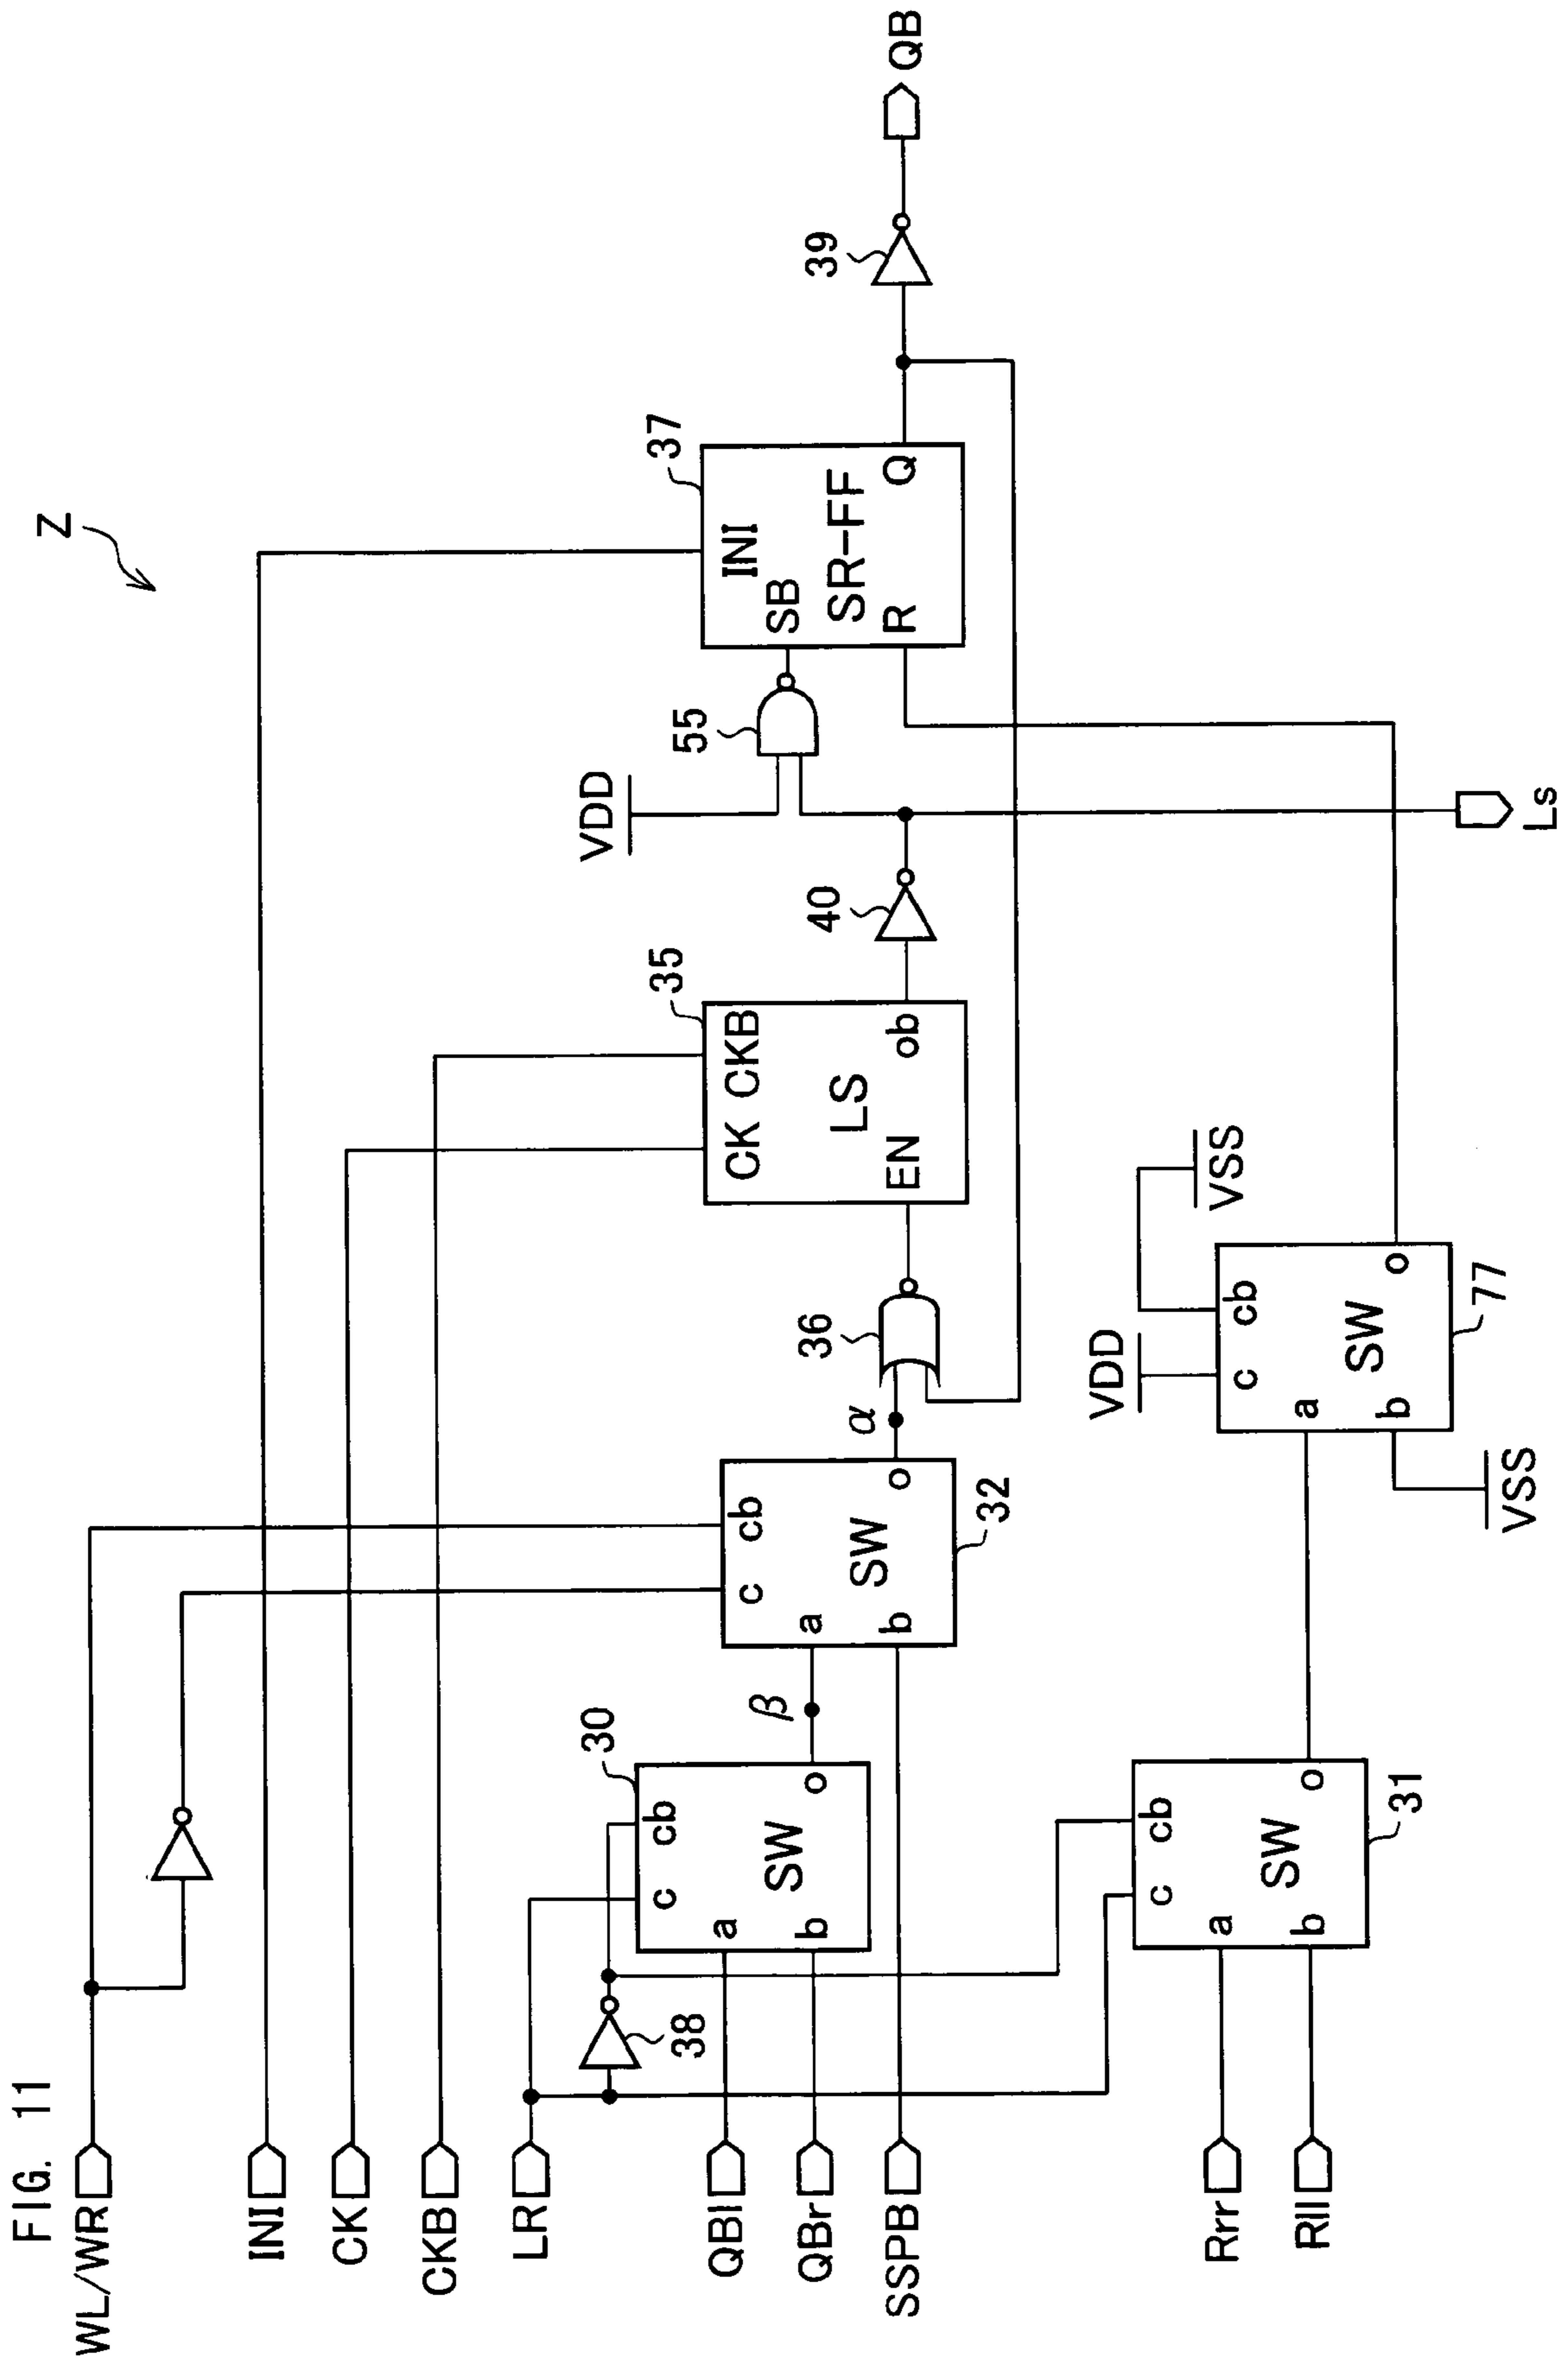 FIG. 11
Z
WL/WR
INI
CK
CKB
LR
QBl
QBr
SSPB
Rrr
Rll
38
30
c cb
a
SW
b
o
β
c cb
a
SW
b
o
32
α
36
35
CK CKB
LS
EN
ob
40
VDD
55
37
INI
SB
SR-FF
R
Q
39
QB
c cb
a
SW
b
o
31
VDD
VSS
c cb
a
SW
b
o
77
VSS
Ls